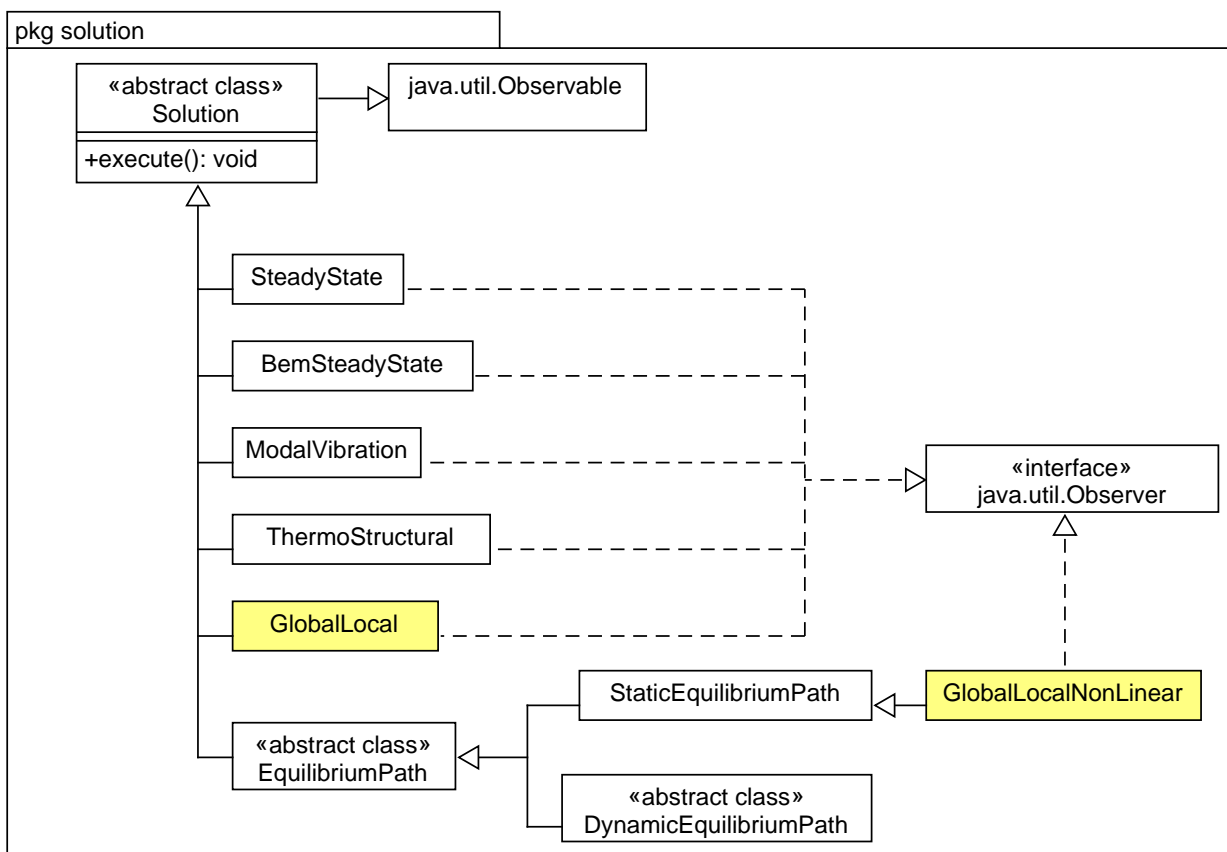 pkg solution
«abstract class»
Solution
+execute(): void
java.util.Observable
SteadyState
BemSteadyState
ModalVibration
«interface»
java.util.Observer
ThermoStructural
GlobalLocal
StaticEquilibriumPath
GlobalLocalNonLinear
«abstract class»
EquilibriumPath
«abstract class»
DynamicEquilibriumPath